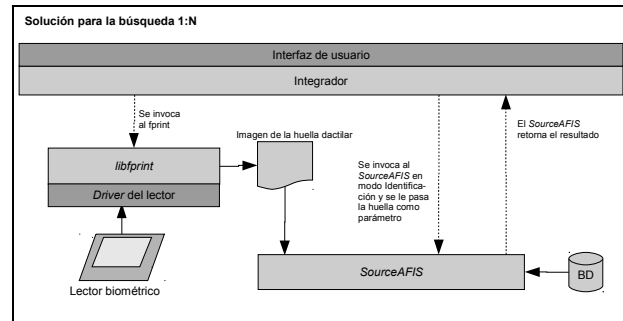 Solución para la búsqueda 1:N
Interfaz de usuario
Integrador
Se invoca
al fprint
Imagen de la huella dactilar
El SourceAFIS
retorna el resultado
libfprint
Driver del lector
Se invoca al
SourceAFIS en
modo Identifica-
ción y se le pasa
la huella como
parámetro
SourceAFIS
BD
Lector biométrico